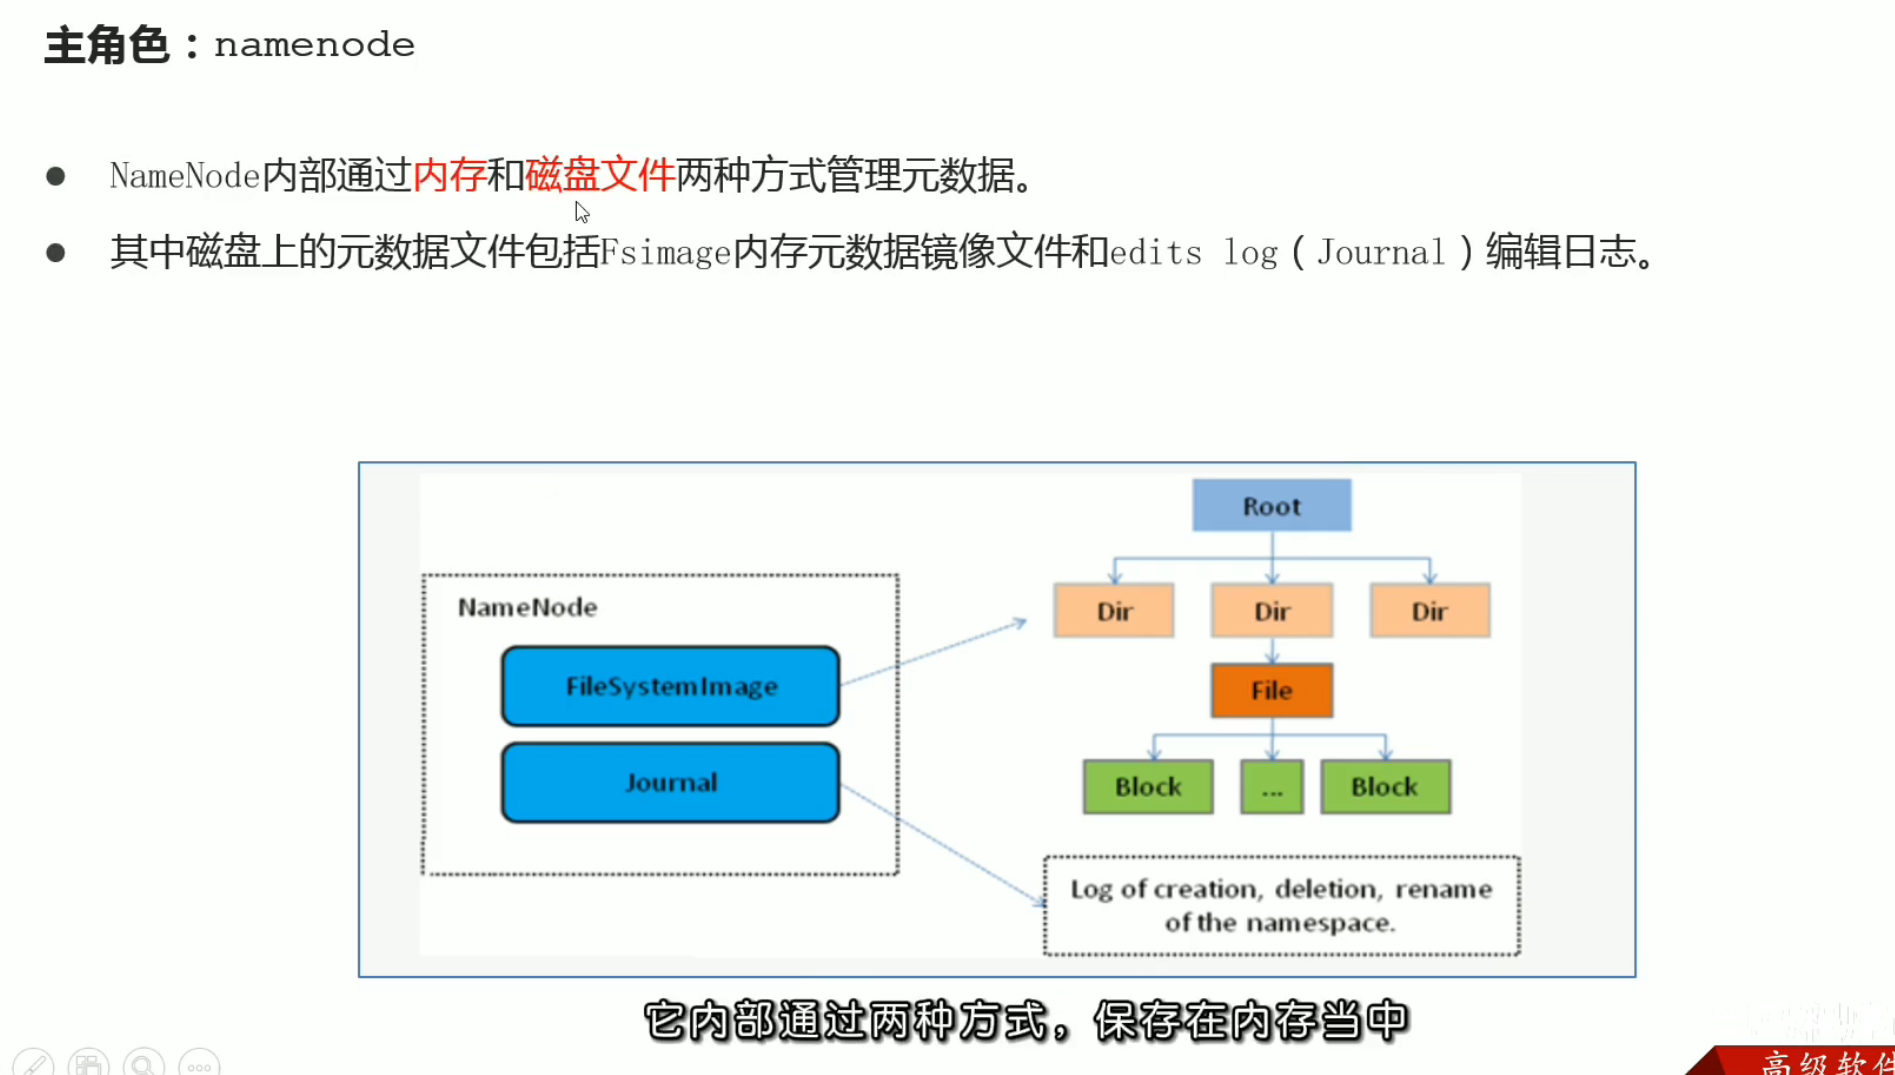 主角色：namenode
● NameNode内部通过内存和磁盘文件两种方式管理元数据。
● 其中磁盘上的元数据文件包括Fsimage内存元数据镜像文件和edits log（Journal）编辑日志。
Root
NameNode
Dir Dir Dir
FileSystemImage
File
Journal
Block ... Block
Log of creation, deletion, rename
of the namespace.
它内部通过两种方式，保存在内存当中
高级软件